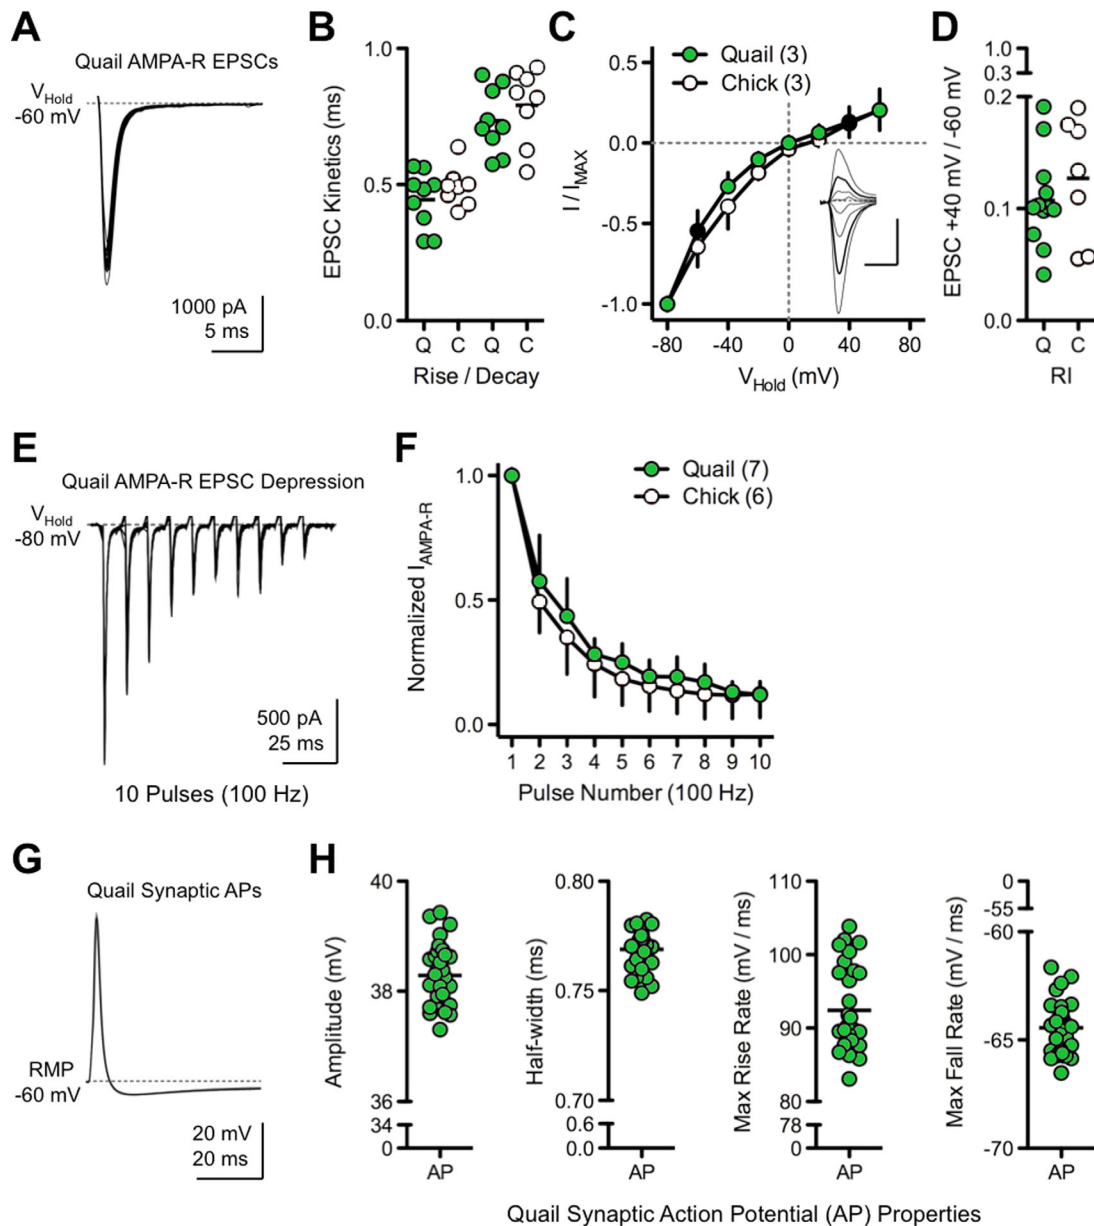 A
Quail AMPA-R EPSCs
VHold
-60 mV
1000 pA
5 ms
B
EPSC Kinetics (ms)
1.0
0.5
0.0
Q C Q C
Rise / Decay
C
Quail (3)
Chick (3)
I / IMAX
0.5
0.0
-0.5
-1.0
-80 -40 0 40 80
VHold (mV)
D
EPSC +40 mV / -60 mV
1.0
0.3
0.2
0.1
0.0
Q C
RI
E
Quail AMPA-R EPSC Depression
VHold
-80 mV
500 pA
25 ms
10 Pulses (100 Hz)
F
Quail (7)
Chick (6)
Normalized IAMPA-R
1.0
0.5
0.0
1 2 3 4 5 6 7 8 9 10
Pulse Number (100 Hz)
G
Quail Synaptic APs
RMP
-60 mV
20 mV
20 ms
H
Amplitude (mV)
40
38
36
34
0
AP
Half-width (ms)
0.80
0.75
0.70
0.6
0.0
AP
Max Rise Rate (mV / ms)
110
100
90
80
78
0
AP
Max Fall Rate (mV / ms)
0
-55
-60
-65
-70
AP
Quail Synaptic Action Potential (AP) Properties